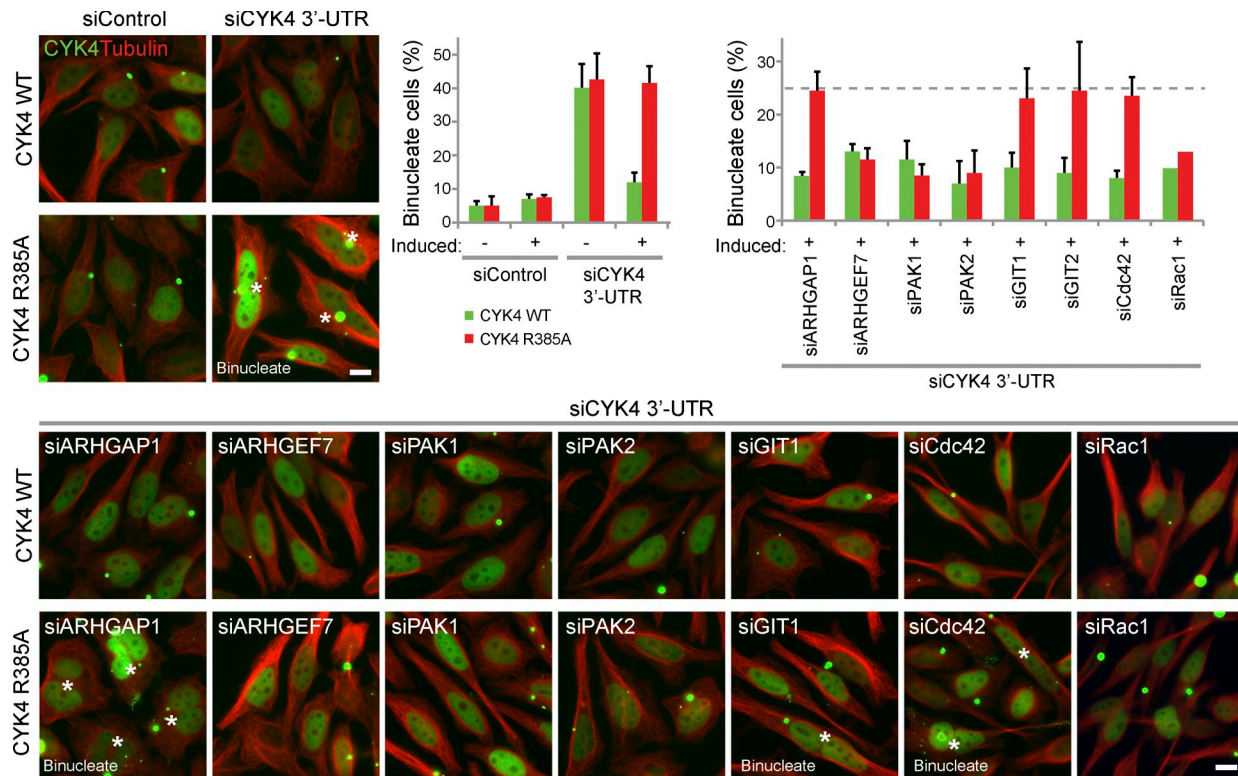 siControl
siCYK4 3'-UTR
CYK4 WT
CYK4Tubulin
CYK4 R385A
Binucleate
Binucleate cells (%)
50
40
30
20
10
0
Induced: - + - +
siControl
siCYK4
3'-UTR
CYK4 WT
CYK4 R385A
Binucleate cells (%)
30
20
10
0
Induced: + + + + + + + +
siARHGAP1
siARHGEF7
siPAK1
siPAK2
siGIT1
siGIT2
siCdc42
siRac1
siCYK4 3'-UTR
siCYK4 3'-UTR
CYK4 WT
siARHGAP1
siARHGEF7
siPAK1
siPAK2
siGIT1
siCdc42
siRac1
CYK4 R385A
siARHGAP1
siARHGEF7
siPAK1
siPAK2
siGIT1
siCdc42
siRac1
Binucleate
Binucleate
Binucleate